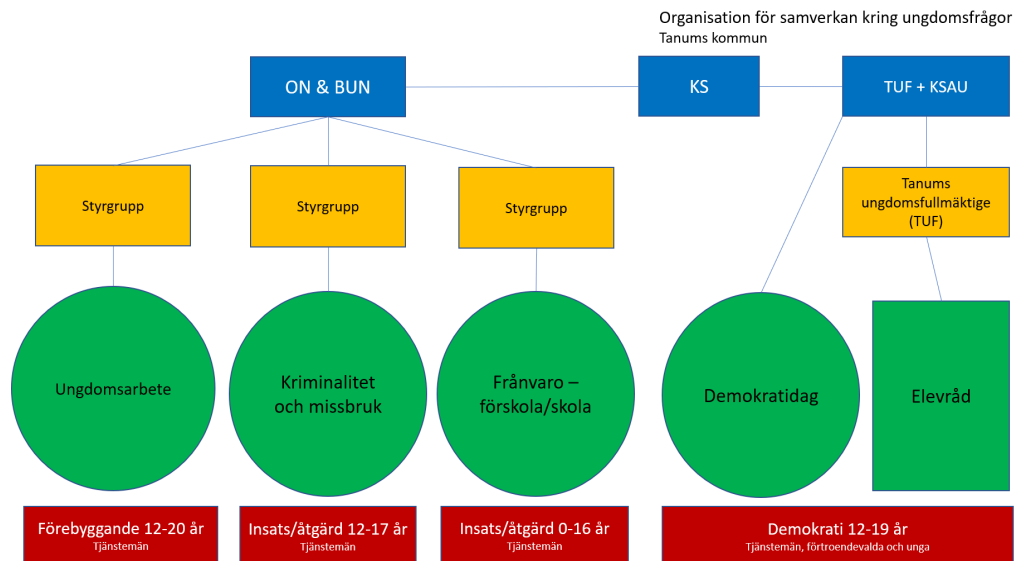 Organisation för samverkan kring ungdomsfrågor
Tanums kommun
ON & BUN
KS
TUF + KSAU
Styrgrupp
Styrgrupp
Styrgrupp
Tanums
ungdomsfullmäktige
(TUF)
Ungdomsarbete
Kriminalitet
och missbruk
Frånvaro –
förskola/skola
Demokratidag
Elevråd
Förebyggande 12-20 år
Tjänstemän
Insats/åtgärd 12-17 år
Tjänstemän
Insats/åtgärd 0-16 år
Tjänstemän
Demokrati 12-19 år
Tjänstemän, förtroendevalda och unga